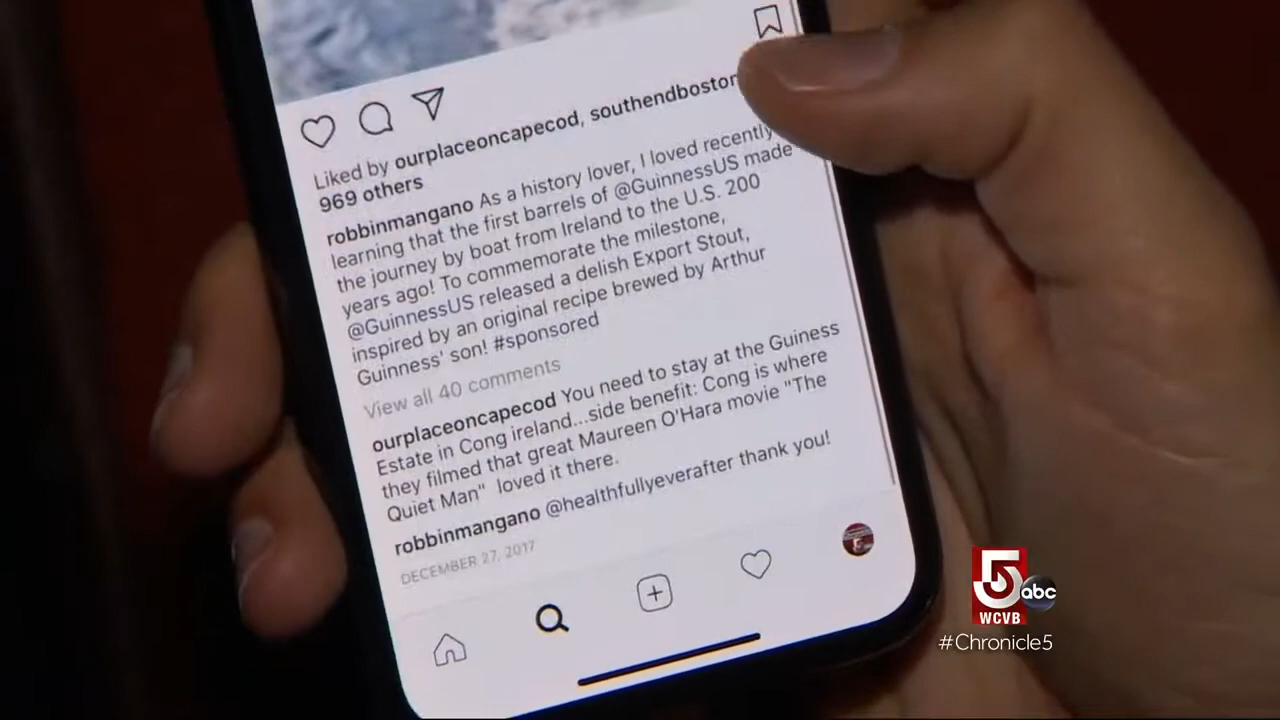 Liked by ourplaceoncapecod, southendboston
969 others
robbinmangano As a history lover, I loved recently
learning that the first barrels of @GuinnessUS made
the journey by boat from Ireland to the U.S. 200
years ago! To commemorate the milestone,
@GuinnessUS released a delish Export Stout,
inspired by an original recipe brewed by Arthur
Guinness' son! #sponsored
View all 40 comments
ourplaceoncapecod You need to stay at the Guiness
Estate in Cong ireland...side benefit: Cong is where
they filmed that great Maureen O'Hara movie "The
Quiet Man" loved it there.
robbinmangano @healthfullyeverafter thank you!
DECEMBER 27, 2017
5 abc
WCVB
#Chronicle5